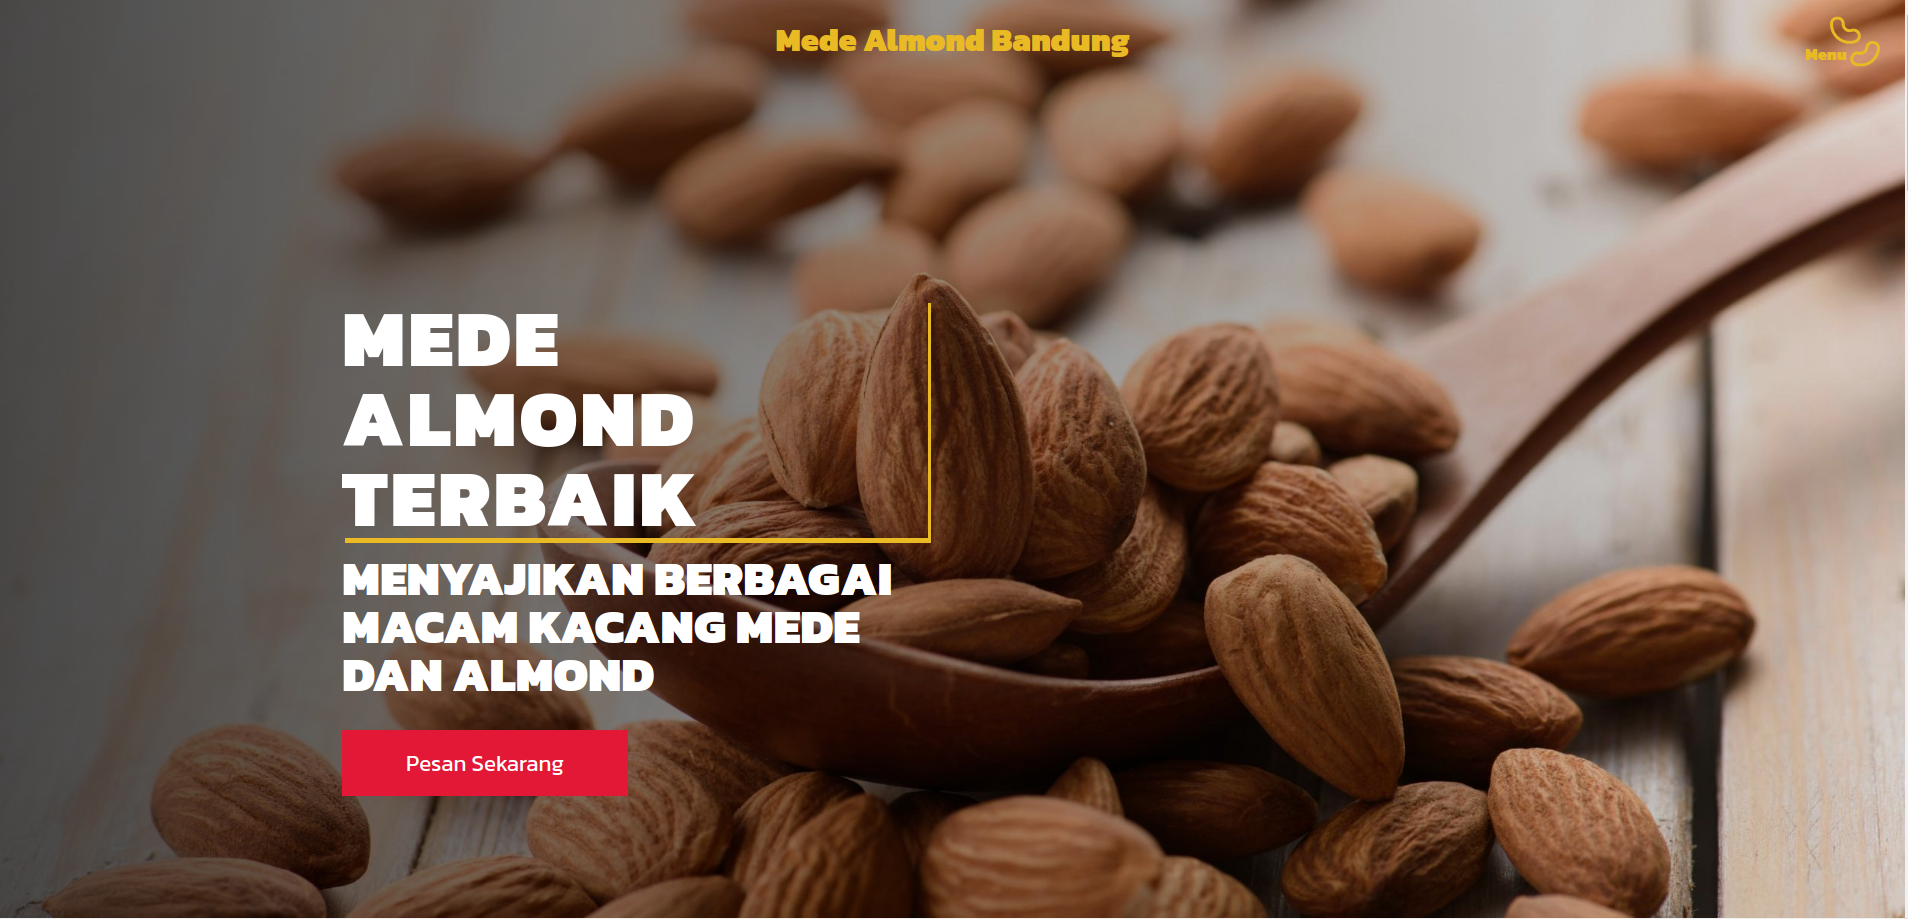 Mede Almond Bandung
Menu
MEDE
ALMOND
TERBAIK
MENYAJIKAN BERBAGAI
MACAM KACANG MEDE
DAN ALMOND
Pesan Sekarang